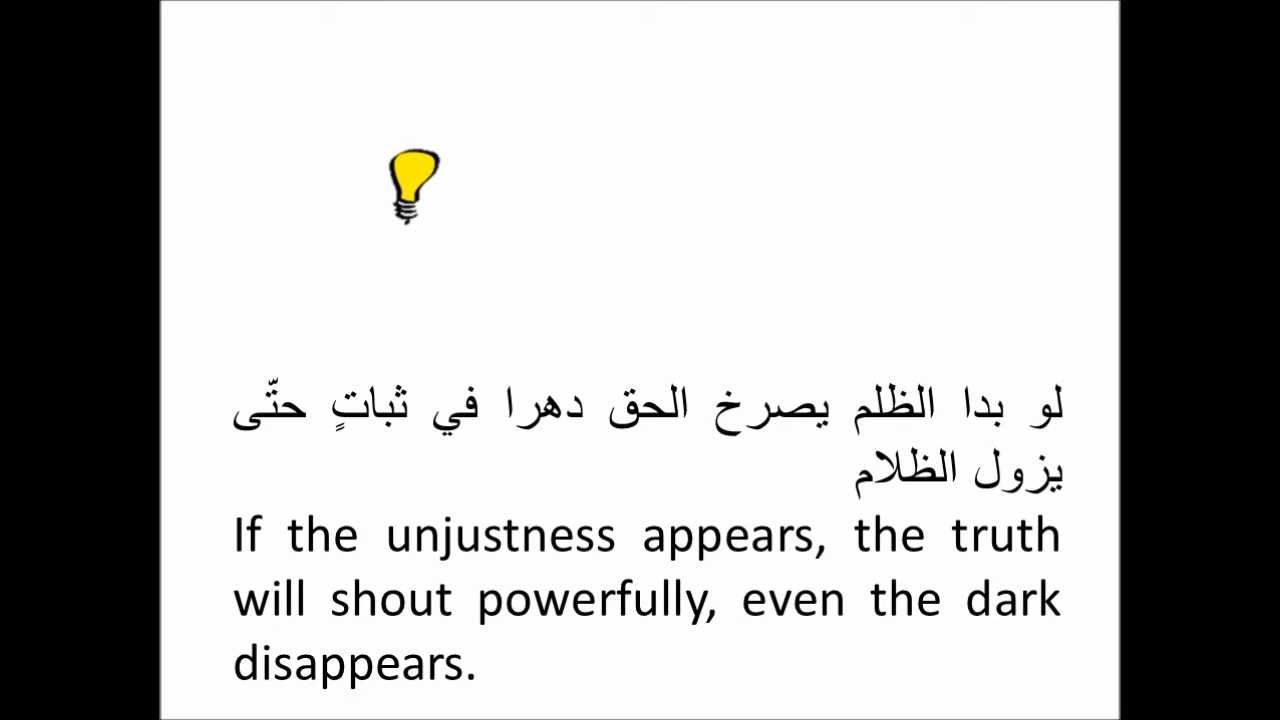 لو بدا الظلم يصرخ الحق دهرا في ثباتٍ حتّى
يزول الظلام
If the unjustness appears, the truth
will shout powerfully, even the dark
disappears.